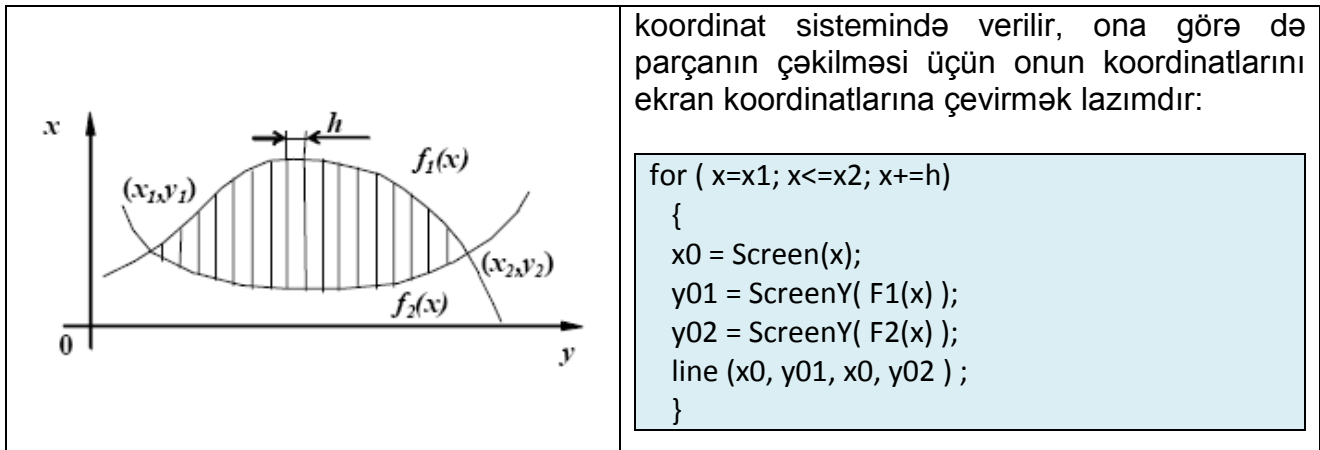 x
h
f₁(x)
(x₁,y₁)
(x₂,y₂)
f₂(x)
0
y
koordinat sistemində verilir, ona görə də
parçanın çəkilməsi üçün onun koordinatlarını
ekran koordinatlarına çevirmək lazımdır:
for ( x=x1; x<=x2; x+=h)
{
x0 = Screen(x);
y01 = ScreenY( F1(x) );
y02 = ScreenY( F2(x) );
line (x0, y01, x0, y02 ) ;
}